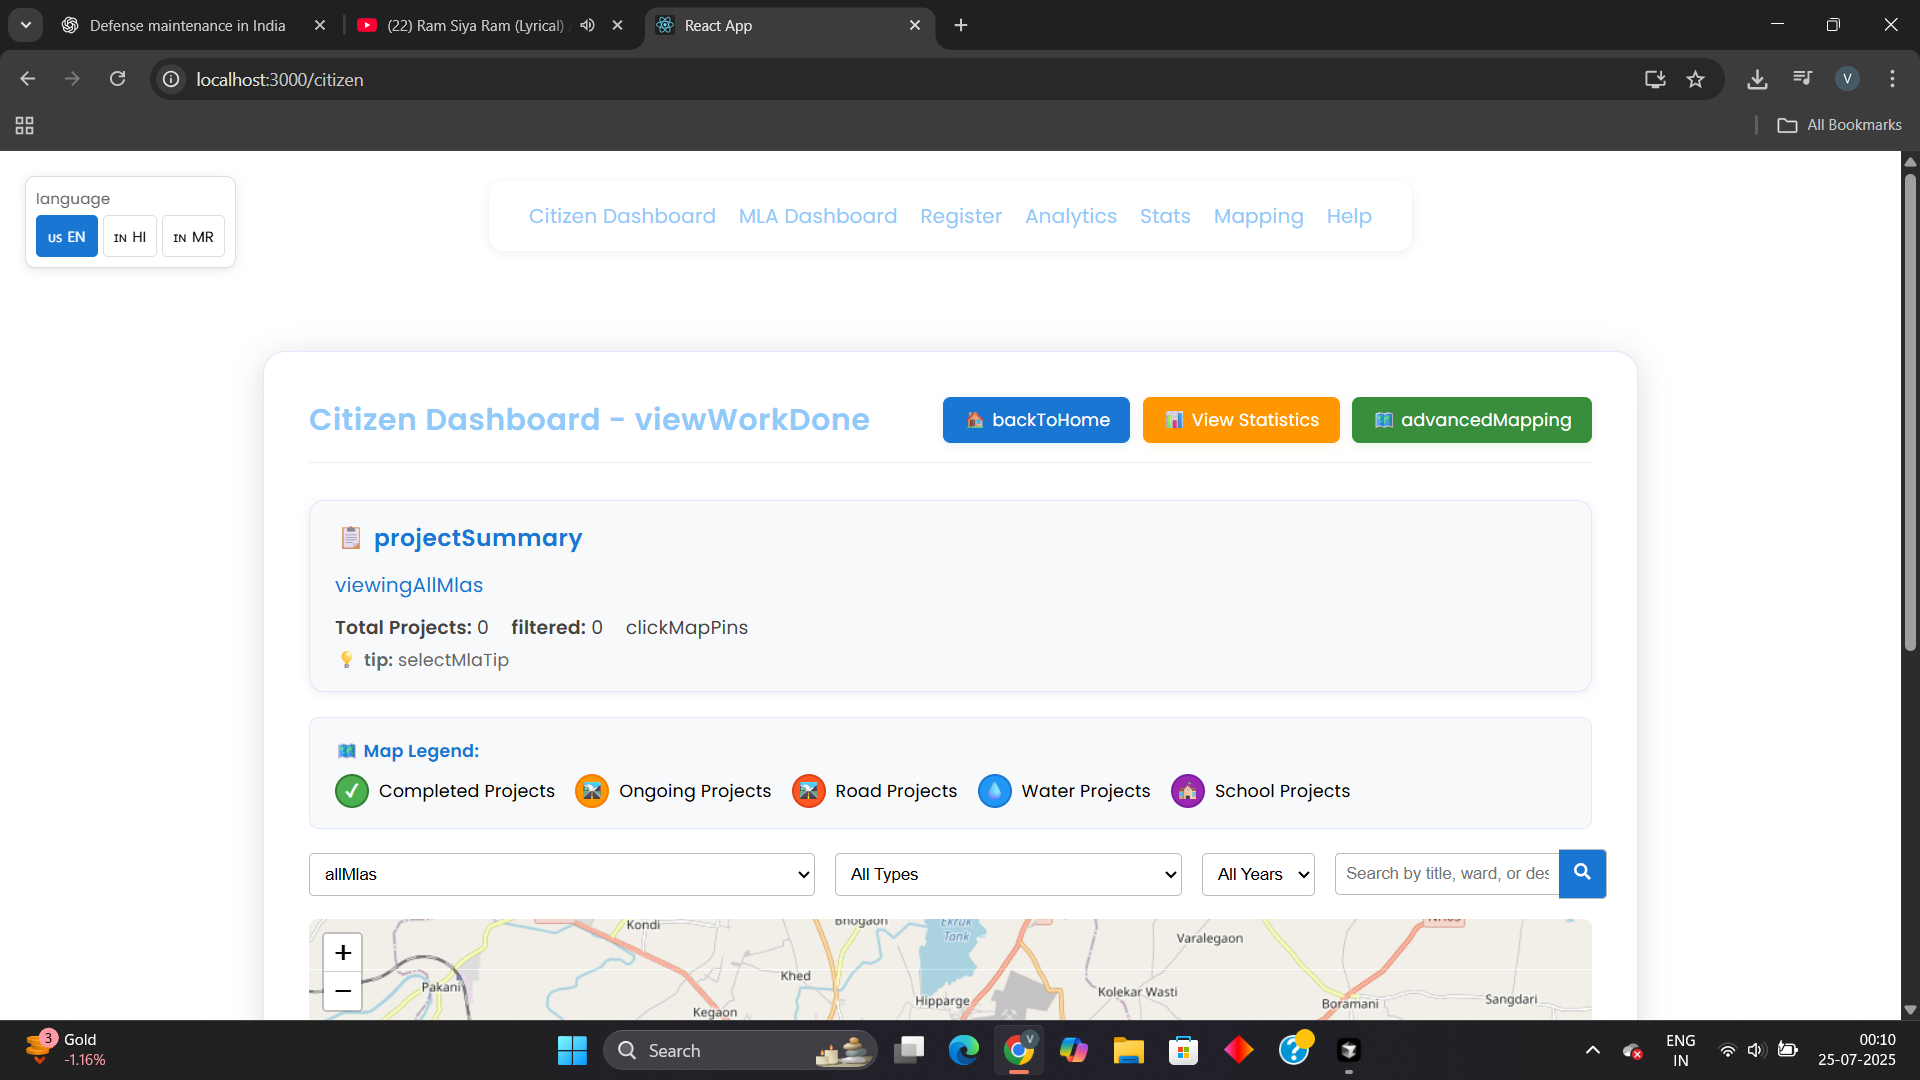 Defense maintenance in India
(22) Ram Siya Ram (Lyrical)
React App
localhost:3000/citizen
V
All Bookmarks
language
US EN
IN HI
IN MR
Citizen Dashboard
MLA Dashboard
Register
Analytics
Stats
Mapping
Help
Citizen Dashboard - viewWorkDone
backToHome
View Statistics
advancedMapping
projectSummary
viewingAllMlas
Total Projects: 0 filtered: 0 clickMapPins
tip: selectMlaTip
Map Legend:
Completed Projects
Ongoing Projects
Road Projects
Water Projects
School Projects
allMlas
All Types
All Years
Search by title, ward, or des
+
−
Kondi
Bhogaon
Ekruk
Tank
Varalegaon
Pakani
Khed
Hipparge
Kolekar Wasti
Boramani
Sangdari
Kegaon
3
Gold
-1.16%
Search
V
ENG
IN
00:10
25-07-2025